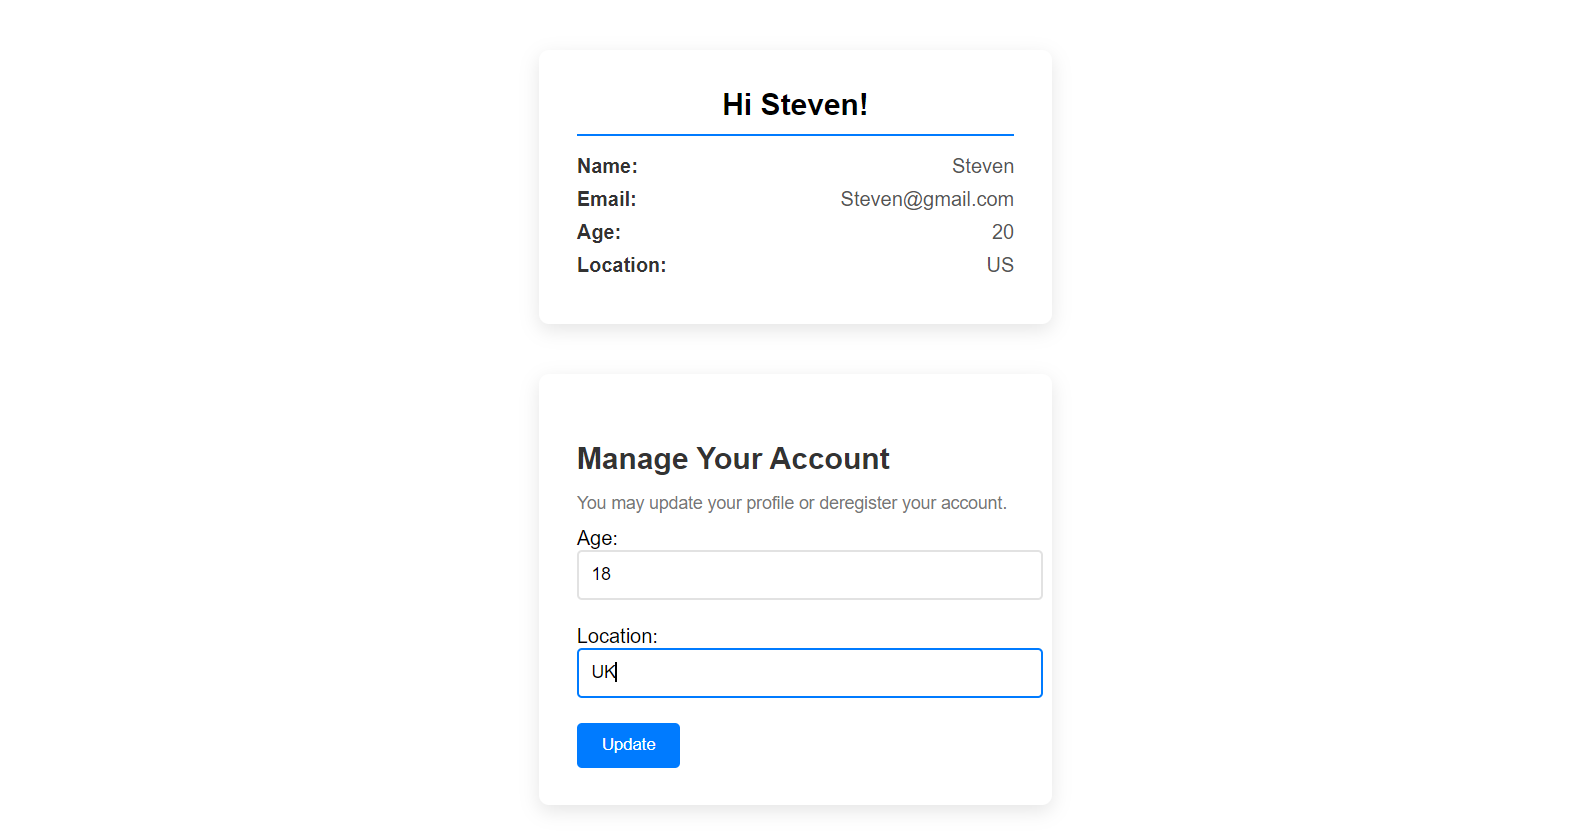 Hi Steven!
Name: Steven
Email: Steven@gmail.com
Age: 20
Location: US
Manage Your Account
You may update your profile or deregister your account.
Age:
18
Location:
UK
Update